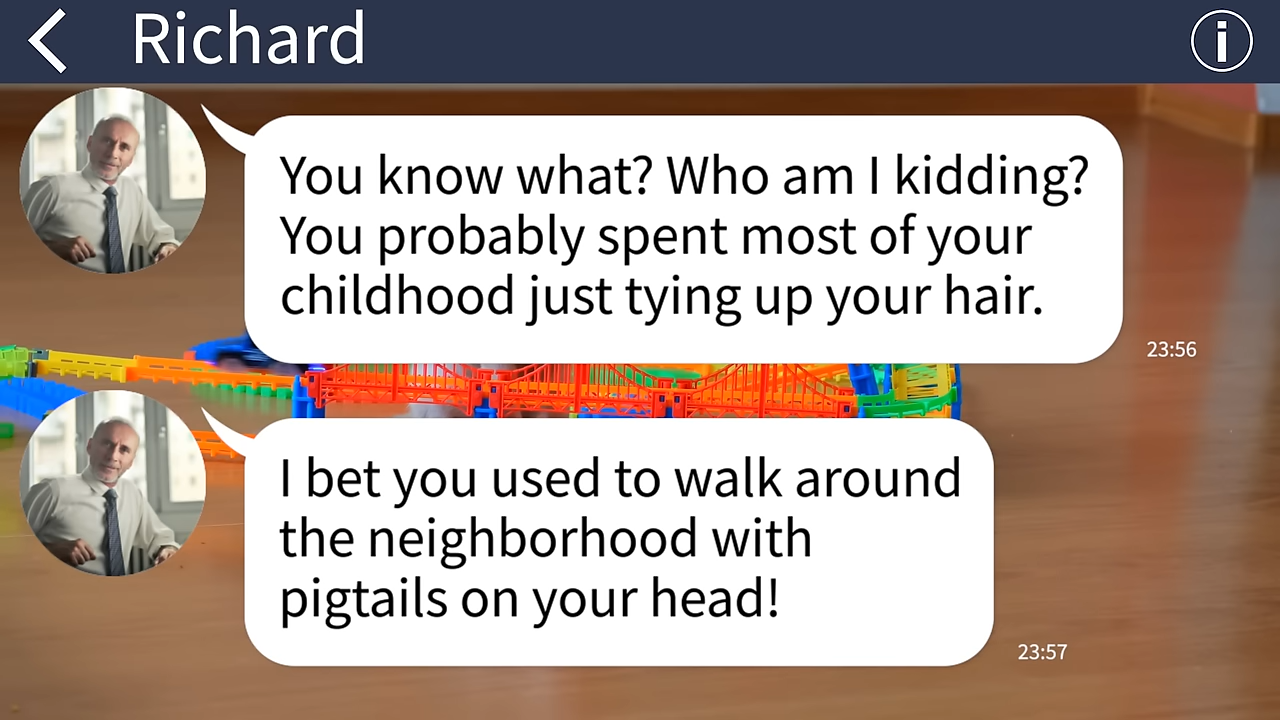 Richard
You know what? Who am I kidding?
You probably spent most of your
childhood just tying up your hair.
23:56
I bet you used to walk around
the neighborhood with
pigtails on your head!
23:57